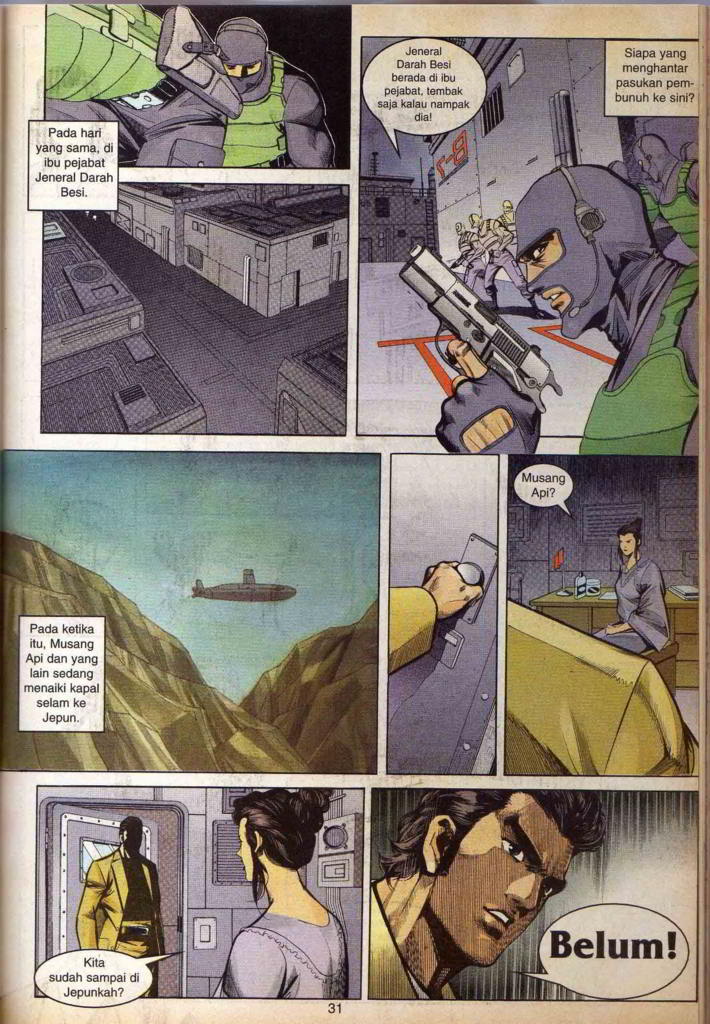 Pada hari
yang sama, di
ibu pejabat
Jeneral Darah
Besi.
Jeneral
Darah Besi
berada di ibu
pejabat, tembak
saja kalau nampak
dia!
Siapa yang
menghantar
pasukan pem-
bunuh ke sini?
Pada ketika
itu, Musang
Api dan yang
lain sedang
menaiki kapal
selam ke
Jepun.
Musang
Api?
Kita
sudah sampai di
Jepunkah?
Belum!
31